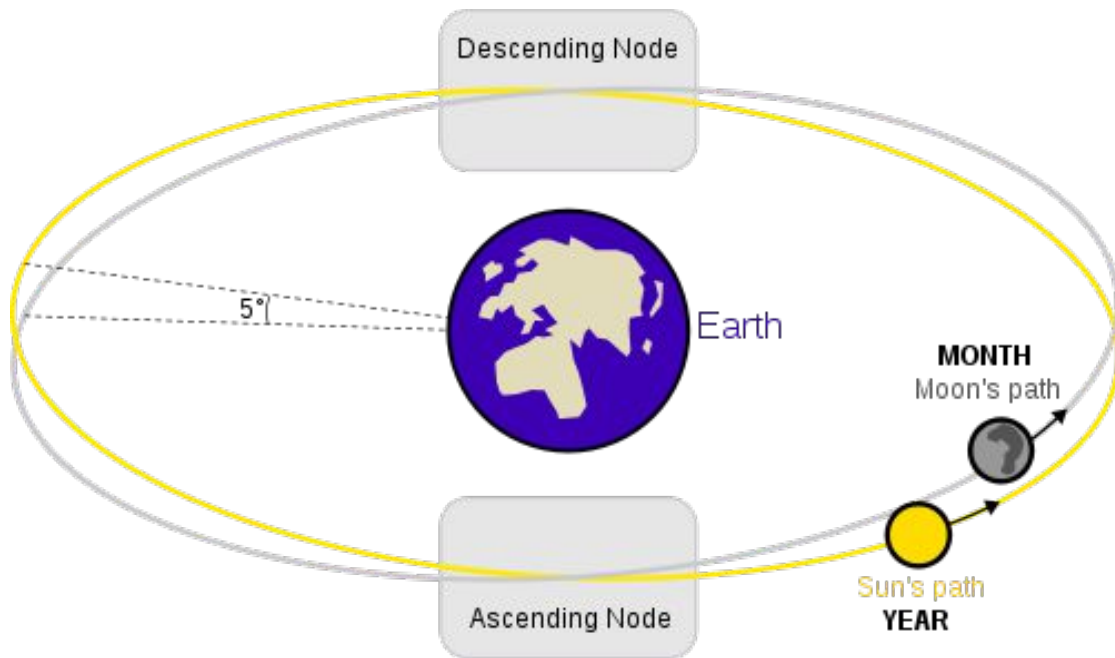 Descending Node
5°
Earth
MONTH
Moon's path
Sun's path
YEAR
Ascending Node